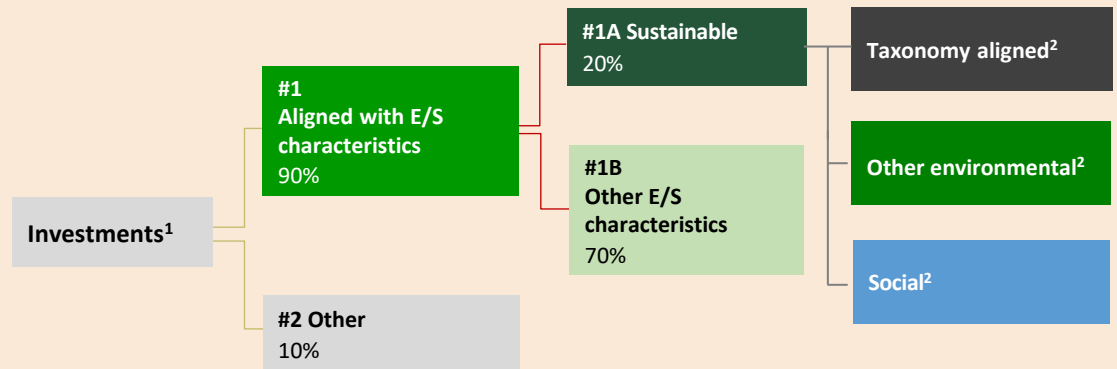 Investments¹
#1
Aligned with E/S
characteristics
90%
#2 Other
10%
#1A Sustainable
20%
#1B
Other E/S
characteristics
70%
Taxonomy aligned²
Other environmental²
Social²